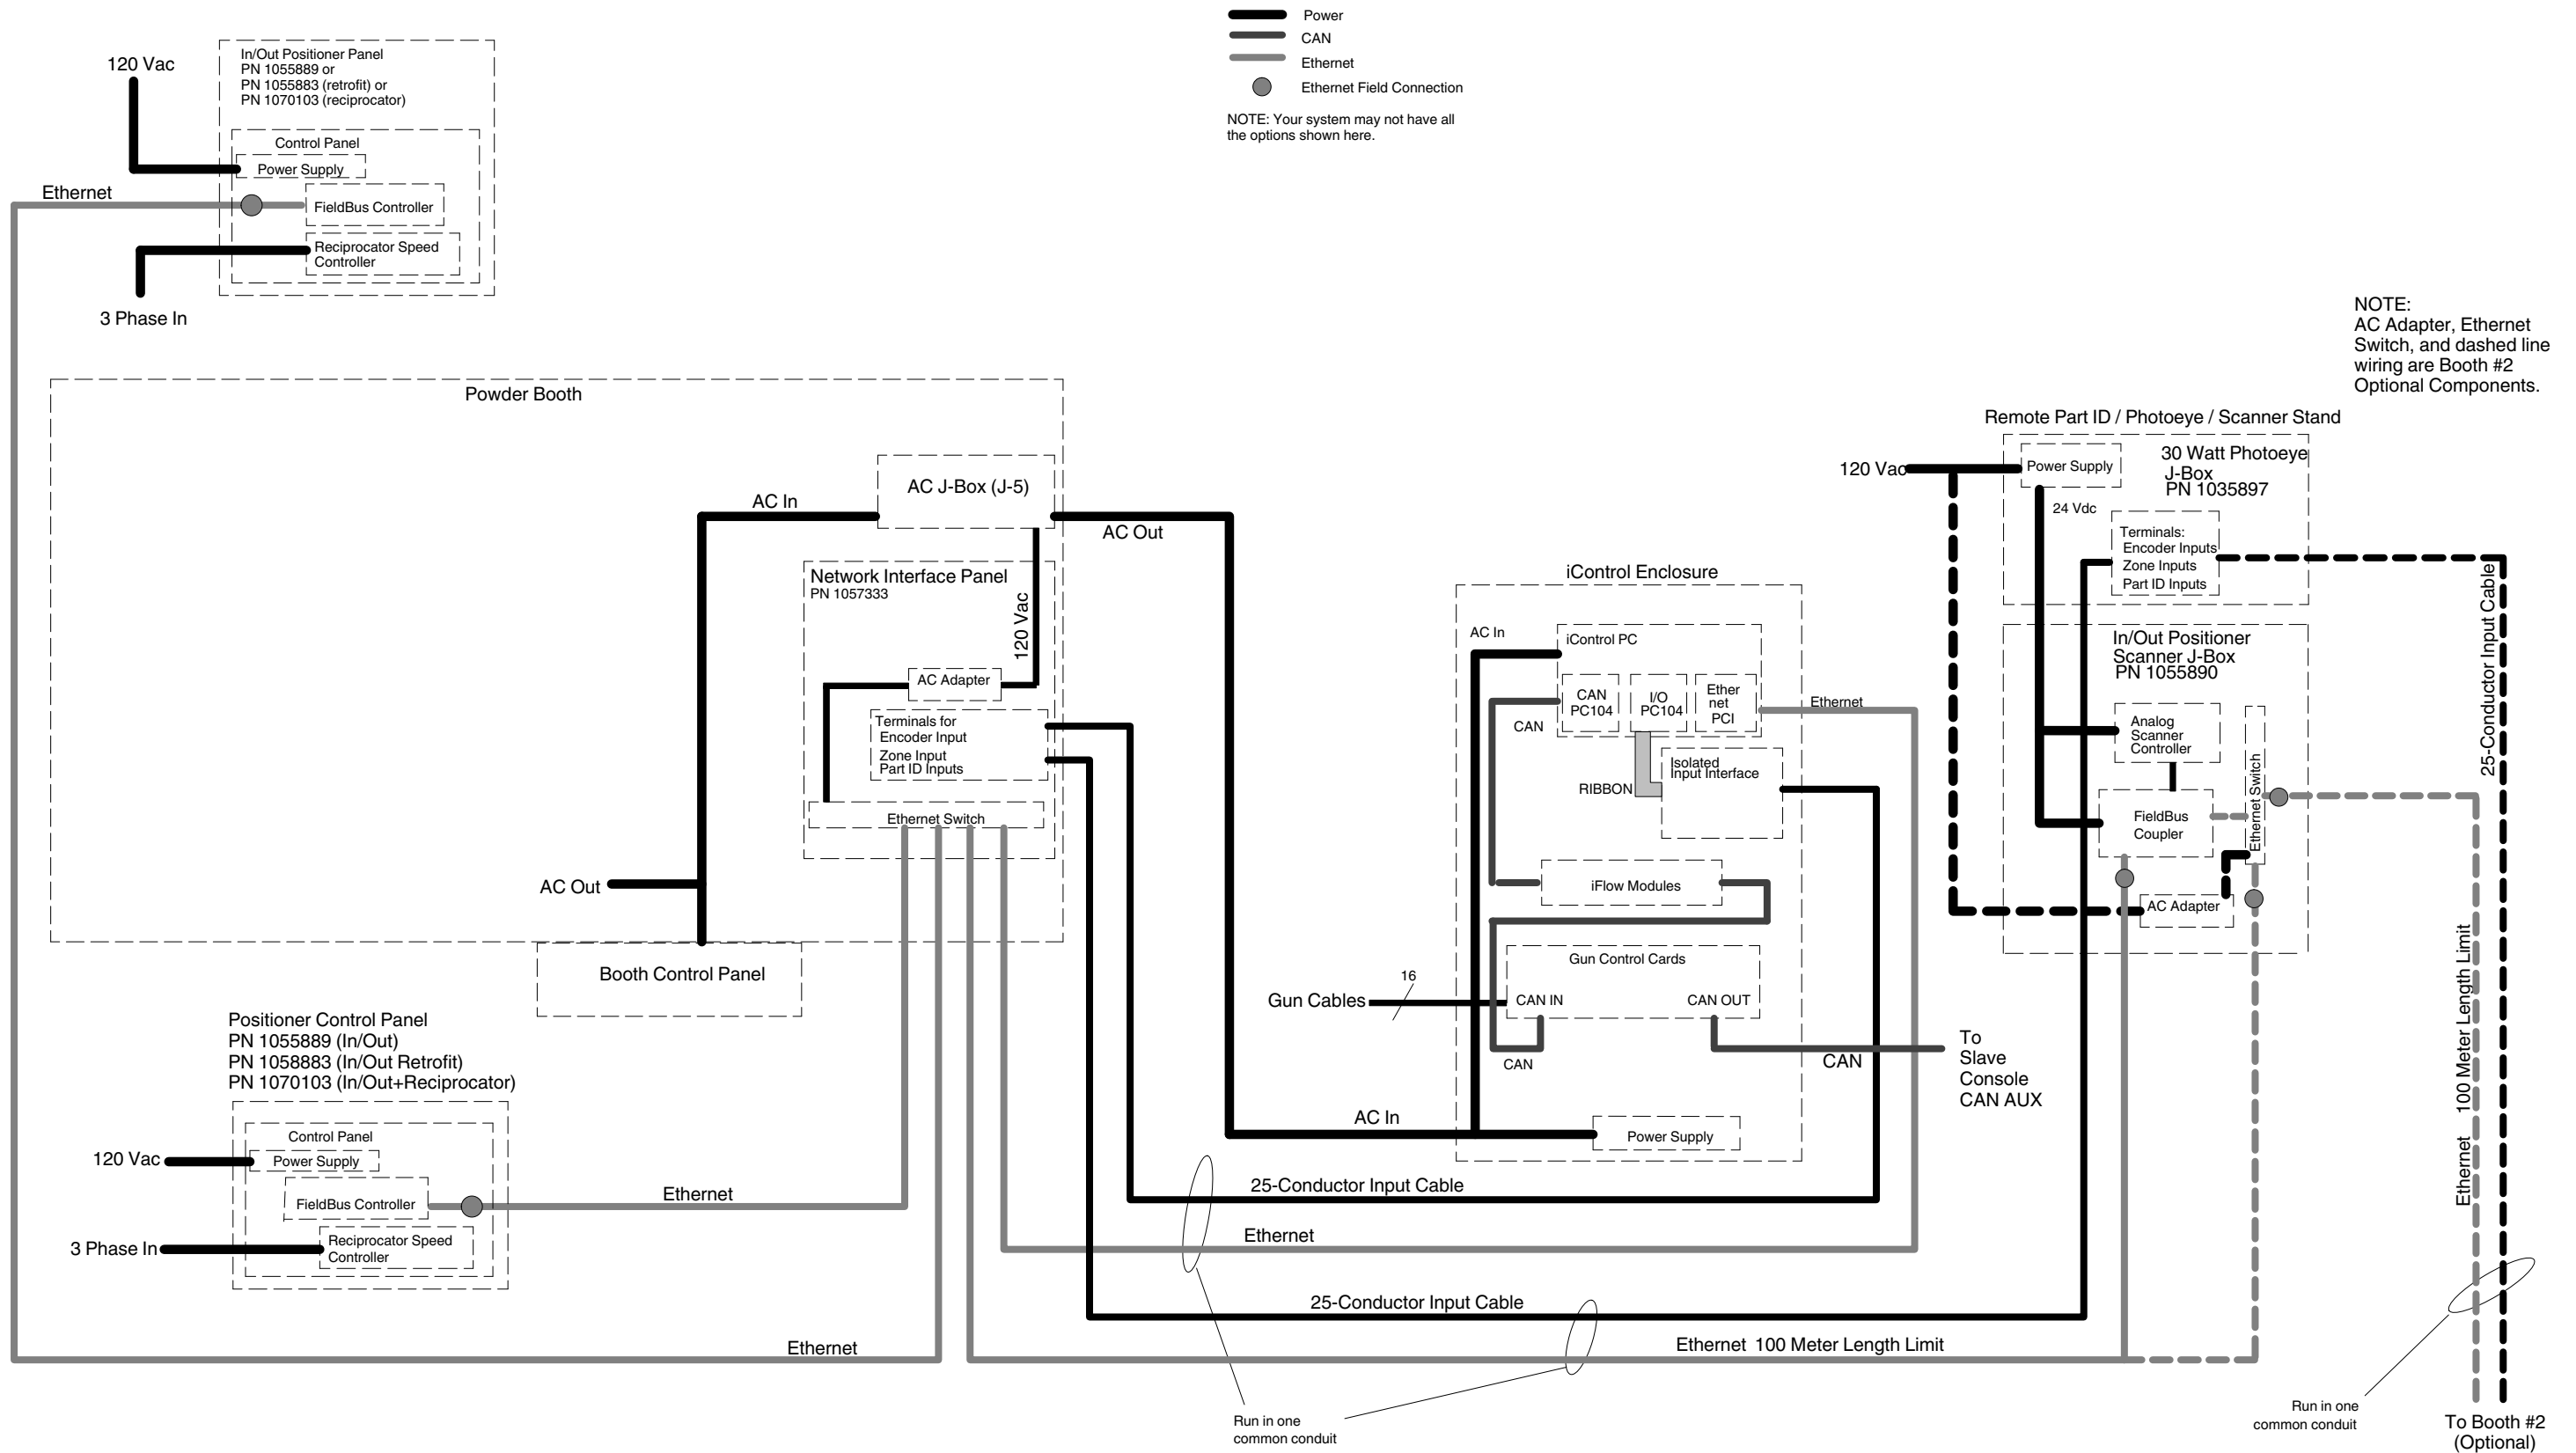 Power
CAN
Ethernet
Ethernet Field Connection
NOTE: Your system may not have all
the options shown here.
120 Vac
In/Out Positioner Panel
PN 1055889 or
PN 1055883 (retrofit) or
PN 1070103 (reciprocator)
Control Panel
Power Supply
Ethernet
FieldBus Controller
Reciprocator Speed
Controller
3 Phase In
NOTE:
AC Adapter, Ethernet
Switch, and dashed line
wiring are Booth #2
Optional Components.
Powder Booth
AC J-Box (J-5)
AC In
AC Out
Network Interface Panel
PN 1057333
120 Vac
AC Adapter
Terminals for
Encoder Input
Zone Input
Part ID Inputs
Ethernet Switch
AC Out
Booth Control Panel
Positioner Control Panel
PN 1055889 (In/Out)
PN 1058883 (In/Out Retrofit)
PN 1070103 (In/Out+Reciprocator)
Control Panel
120 Vac
Power Supply
FieldBus Controller
Ethernet
3 Phase In
Reciprocator Speed
Controller
Ethernet
iControl Enclosure
AC In
iControl PC
CAN
PC104
I/O
PC104
Ether
net
PCI
Ethernet
CAN
Isolated
Input Interface
RIBBON
iFlow Modules
Gun Control Cards
16
Gun Cables
CAN IN
CAN OUT
CAN
CAN
To
Slave
Console
CAN AUX
AC In
Power Supply
25-Conductor Input Cable
Ethernet
25-Conductor Input Cable
Ethernet 100 Meter Length Limit
Run in one
common conduit
Remote Part ID / Photoeye / Scanner Stand
120 Vac
Power Supply
30 Watt Photoeye
J-Box
PN 1035897
24 Vdc
Terminals:
Encoder Inputs
Zone Inputs
Part ID Inputs
In/Out Positioner
Scanner J-Box
PN 1055890
Analog
Scanner
Controller
FieldBus
Coupler
Ethernet Switch
AC Adapter
25-Conductor Input Cable
Ethernet 100 Meter Length Limit
Run in one
common conduit
To Booth #2
(Optional)